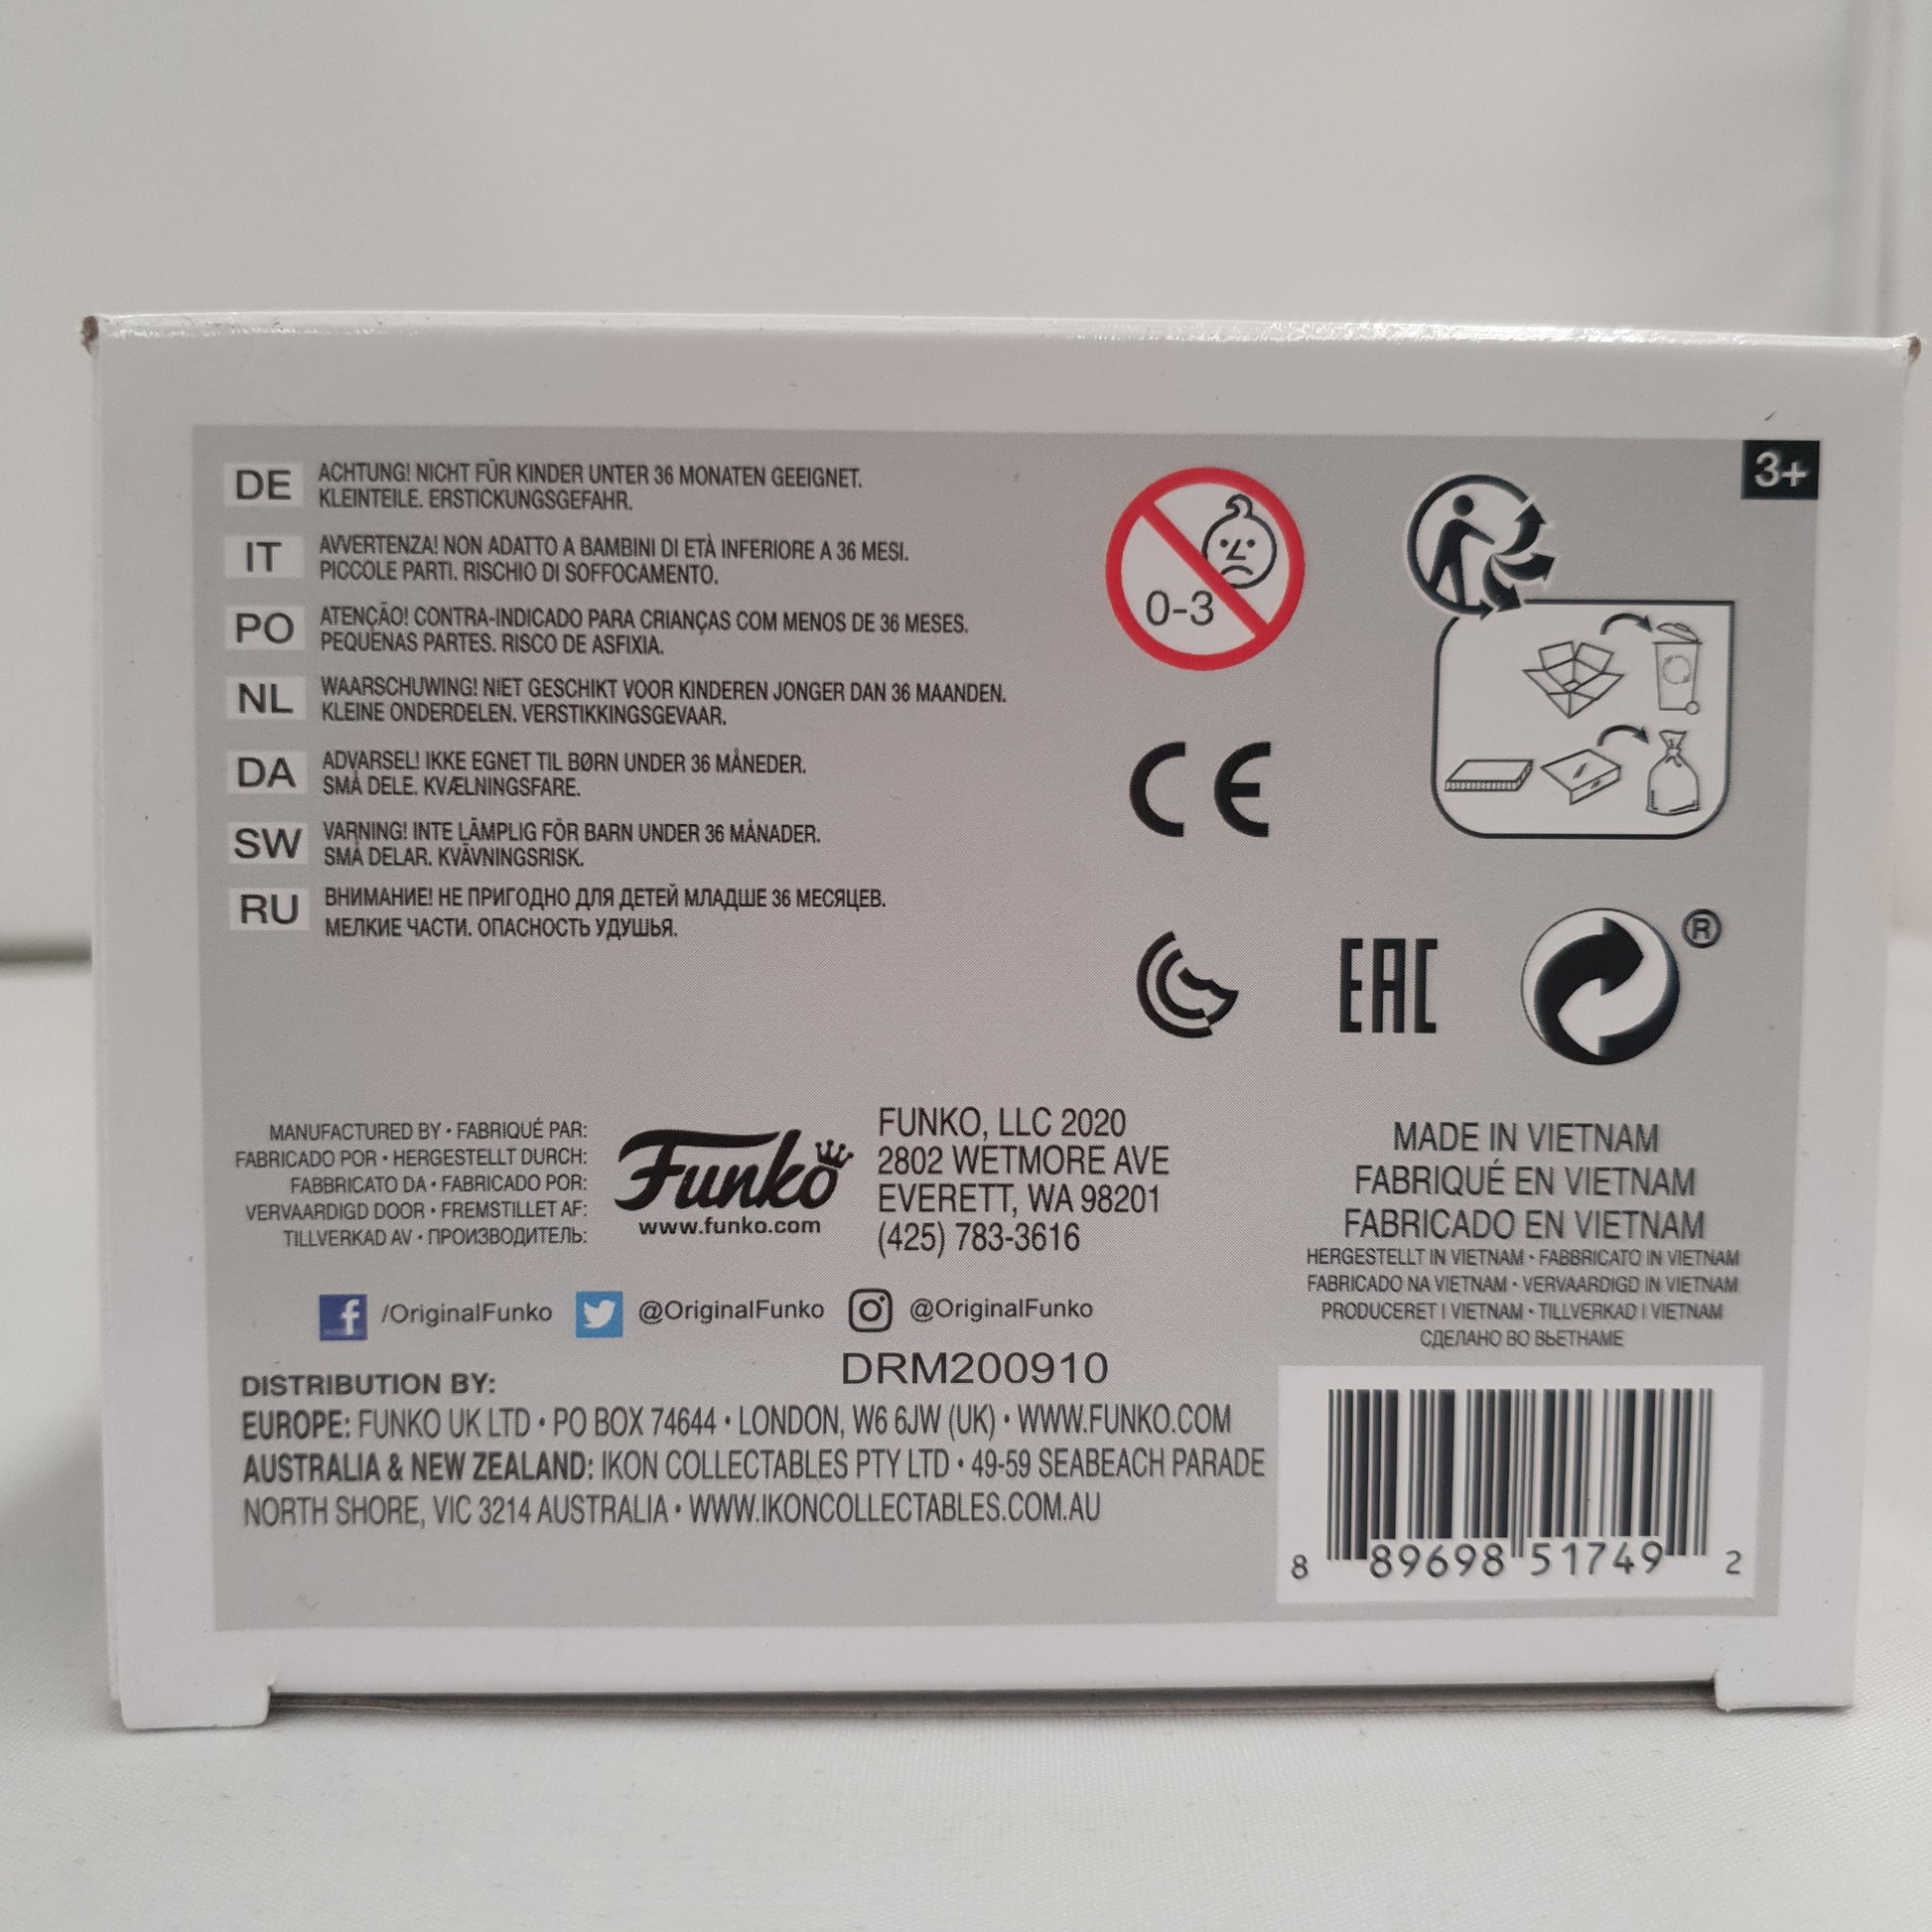 3+
DE
ACHTUNG! NICHT FÜR KINDER UNTER 36 MONATEN GEEIGNET.
KLEINTEILE. ERSTICKUNGSGEFAHR.
IT
AVVERTENZA! NON ADATTO A BAMBINI DI ETÀ INFERIORE A 36 MESI.
PICCOLE PARTI. RISCHIO DI SOFFOCAMENTO.
PO
ATENÇÃO! CONTRA-INDICADO PARA CRIANÇAS COM MENOS DE 36 MESES.
PEQUENAS PARTES. RISCO DE ASFIXIA.
NL
WAARSCHUWING! NIET GESCHIKT VOOR KINDEREN JONGER DAN 36 MAANDEN.
KLEINE ONDERDELEN. VERSTIKKINGSGEVAAR.
DA
ADVARSEL! IKKE EGNET TIL BØRN UNDER 36 MÅNEDER.
SMÅ DELE. KVÆLNINGSFARE.
SW
VARNING! INTE LÄMPLIG FÖR BARN UNDER 36 MÅNADER.
SMÅ DELAR. KVÄVNINGSRISK.
RU
ВНИМАНИЕ! НЕ ПРИГОДНО ДЛЯ ДЕТЕЙ МЛАДШЕ 36 МЕСЯЦЕВ.
МЕЛКИЕ ЧАСТИ. ОПАСНОСТЬ УДУШЬЯ.
0-3
CE
EAC
®
MANUFACTURED BY • FABRIQUÉ PAR:
FABRICADO POR • HERGESTELLT DURCH:
FABBRICATO DA • FABRICADO POR:
VERVAARDIGD DOOR • FREMSTILLET AF:
TILLVERKAD AV • ПРОИЗВОДИТЕЛЬ:
Funko
www.funko.com
FUNKO, LLC 2020
2802 WETMORE AVE
EVERETT, WA 98201
(425) 783-3616
MADE IN VIETNAM
FABRIQUÉ EN VIETNAM
FABRICADO EN VIETNAM
HERGESTELLT IN VIETNAM • FABBRICATO IN VIETNAM
FABRICADO NA VIETNAM • VERVAARDIGD IN VIETNAM
PRODUCERET I VIETNAM • TILLVERKAD I VIETNAM
СДЕЛАНО ВО ВЬЕТНАМЕ
f /OriginalFunko @OriginalFunko @OriginalFunko
DRM200910
DISTRIBUTION BY:
EUROPE: FUNKO UK LTD • PO BOX 74644 • LONDON, W6 6JW (UK) • WWW.FUNKO.COM
AUSTRALIA & NEW ZEALAND: IKON COLLECTABLES PTY LTD • 49-59 SEABEACH PARADE
NORTH SHORE, VIC 3214 AUSTRALIA • WWW.IKONCOLLECTABLES.COM.AU
8 89698 51749 2